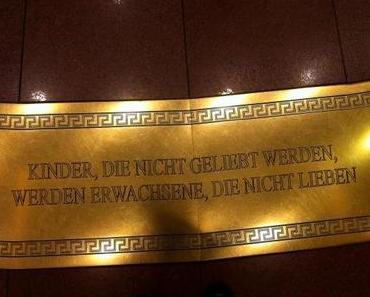 KINDER, DIE NICHT GELIEBT WERDEN,
WERDEN ERWACHSENE, DIE NICHT LIEBEN